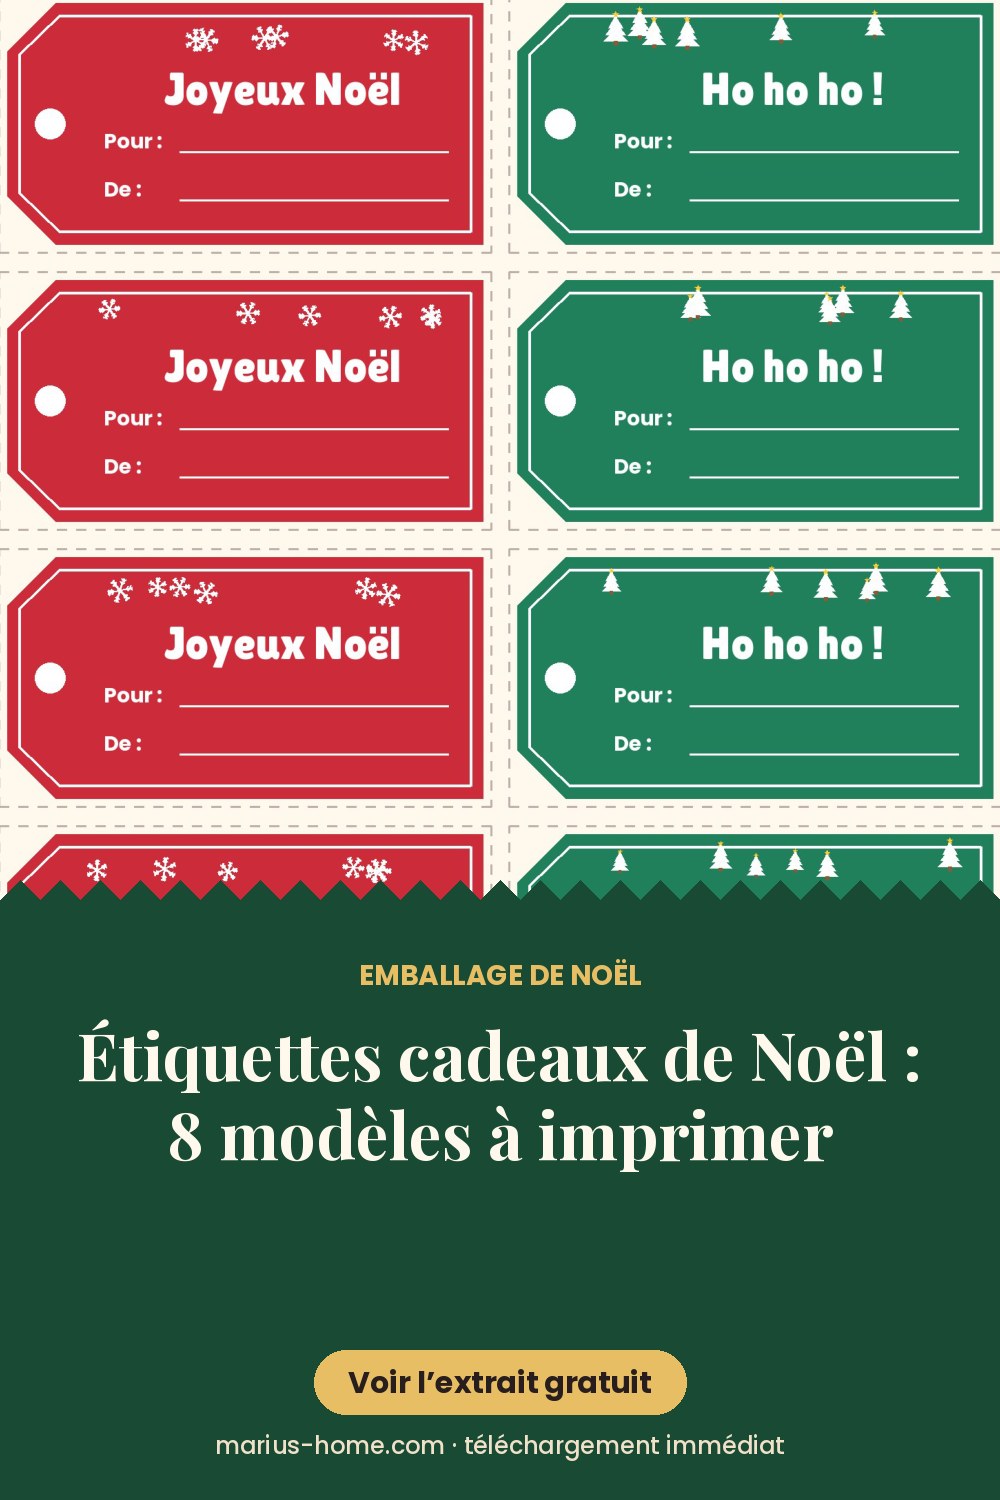 Joyeux Noël
Pour :
De :
Ho ho ho !
Pour :
De :
Joyeux Noël
Pour :
De :
Ho ho ho !
Pour :
De :
Joyeux Noël
Pour :
De :
Ho ho ho !
Pour :
De :
EMBALLAGE DE NOËL
Étiquettes cadeaux de Noël :
8 modèles à imprimer
Voir l’extrait gratuit
marius-home.com · téléchargement immédiat